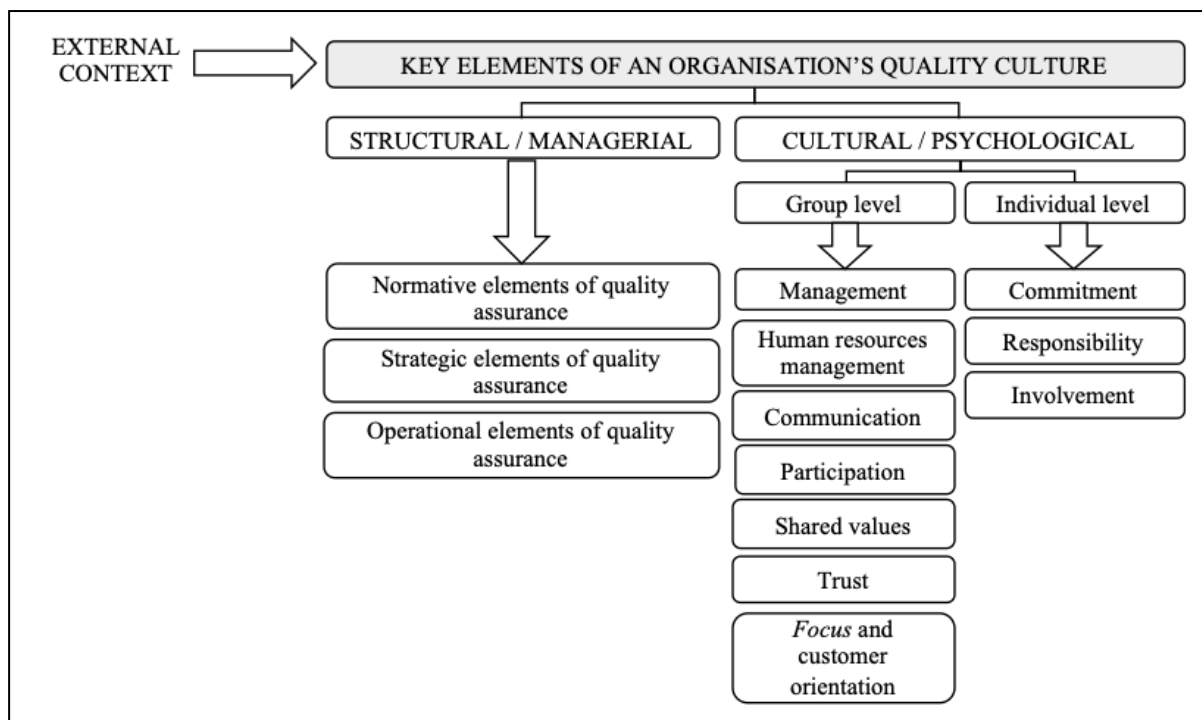 EXTERNAL
CONTEXT
KEY ELEMENTS OF AN ORGANISATION’S QUALITY CULTURE
STRUCTURAL / MANAGERIAL
Normative elements of quality
assurance
Strategic elements of quality
assurance
Operational elements of quality
assurance
CULTURAL / PSYCHOLOGICAL
Group level
Management
Human resources
management
Communication
Participation
Shared values
Trust
Focus and
customer
orientation
Individual level
Commitment
Responsibility
Involvement